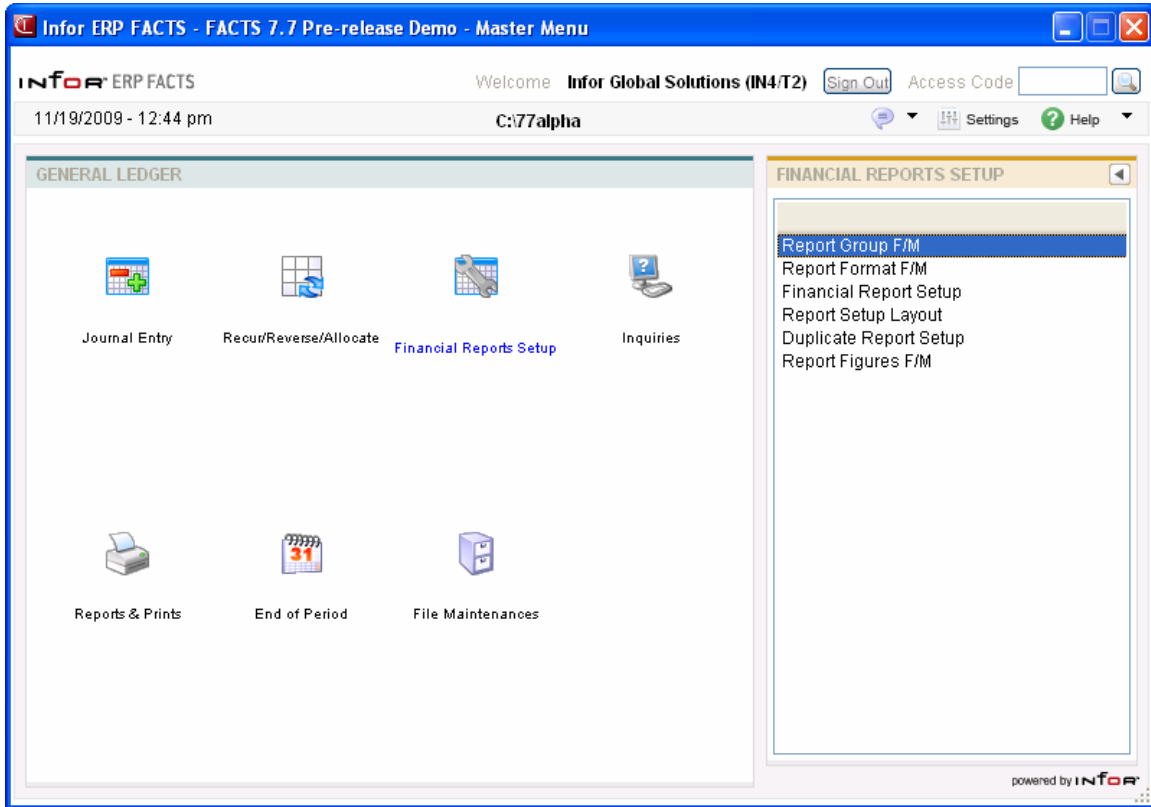 Infor ERP FACTS - FACTS 7.7 Pre-release Demo - Master Menu
infor ERP FACTS
Welcome Infor Global Solutions (IN4/T2) Sign Out Access Code
11/19/2009 - 12:44 pm C:\77alpha Settings Help
GENERAL LEDGER
Journal Entry
Recur/Reverse/Allocate
Financial Reports Setup
Inquiries
31
Reports & Prints
End of Period
File Maintenances
FINANCIAL REPORTS SETUP
Report Group F/M
Report Format F/M
Financial Report Setup
Report Setup Layout
Duplicate Report Setup
Report Figures F/M
powered by infor